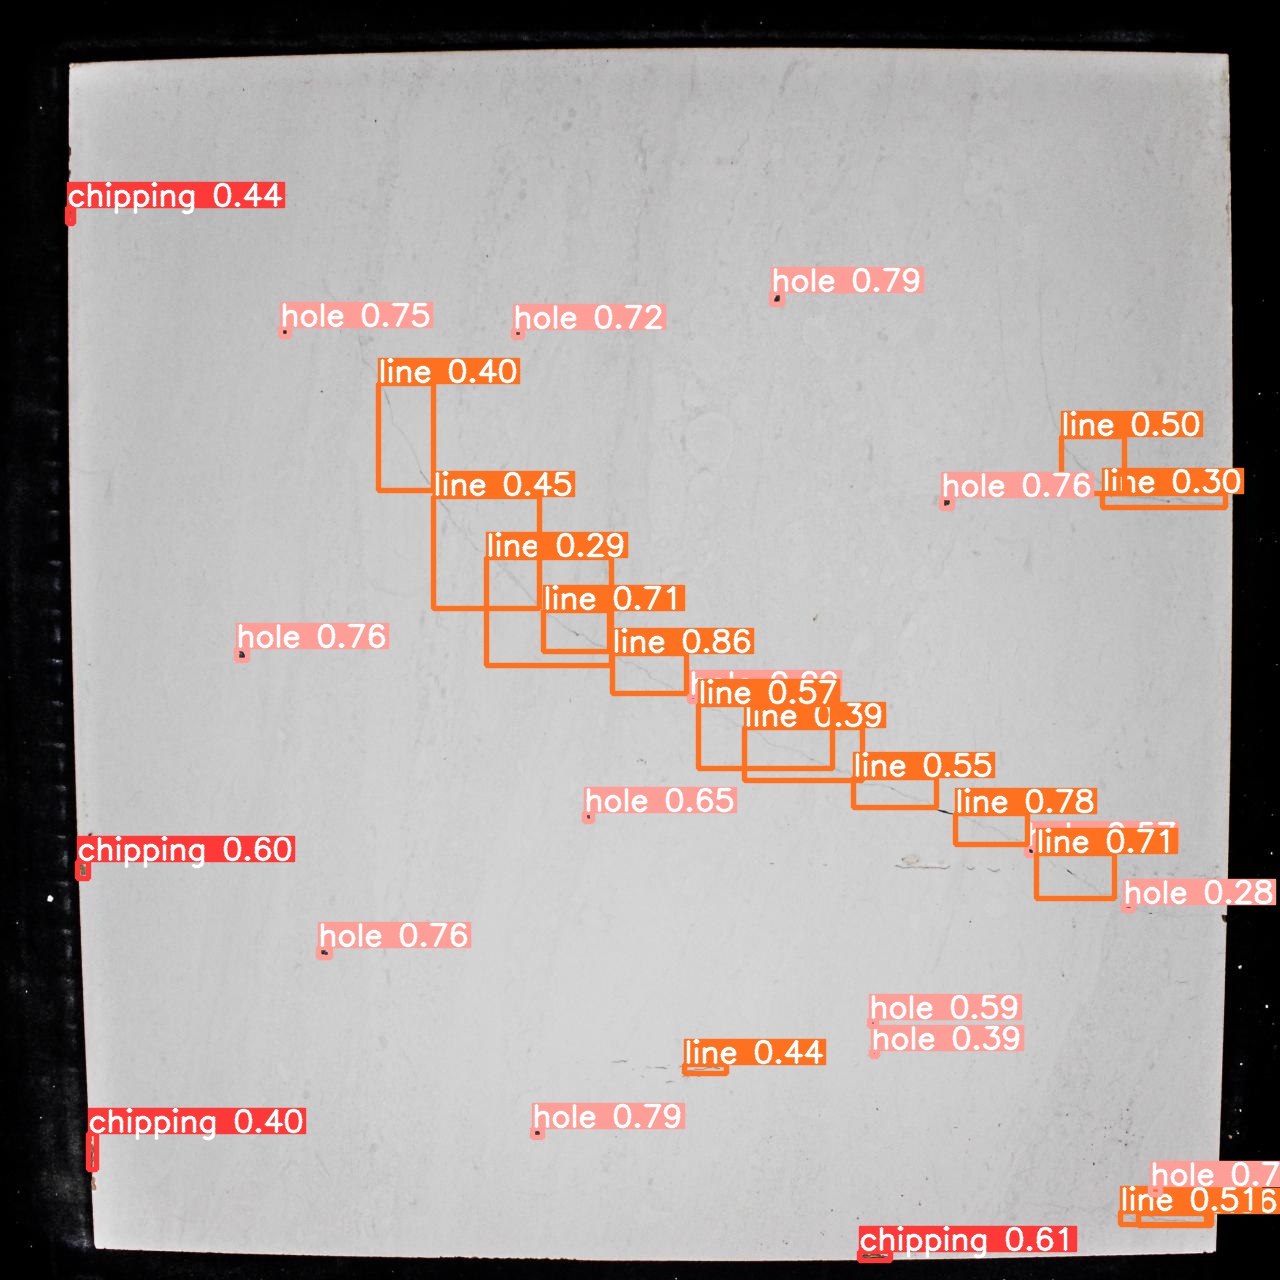 chipping 0.44
hole 0.79
hole 0.75
hole 0.72
line 0.40
line 0.50
line 0.45
hole 0.76
line 0.30
line 0.29
line 0.71
hole 0.76
line 0.86
line 0.57
line 0.39
line 0.55
hole 0.65
line 0.78
line 0.71
chipping 0.60
hole 0.28
hole 0.76
hole 0.59
hole 0.39
line 0.44
hole 0.79
chipping 0.40
hole 0.7
line 0.516
chipping 0.61